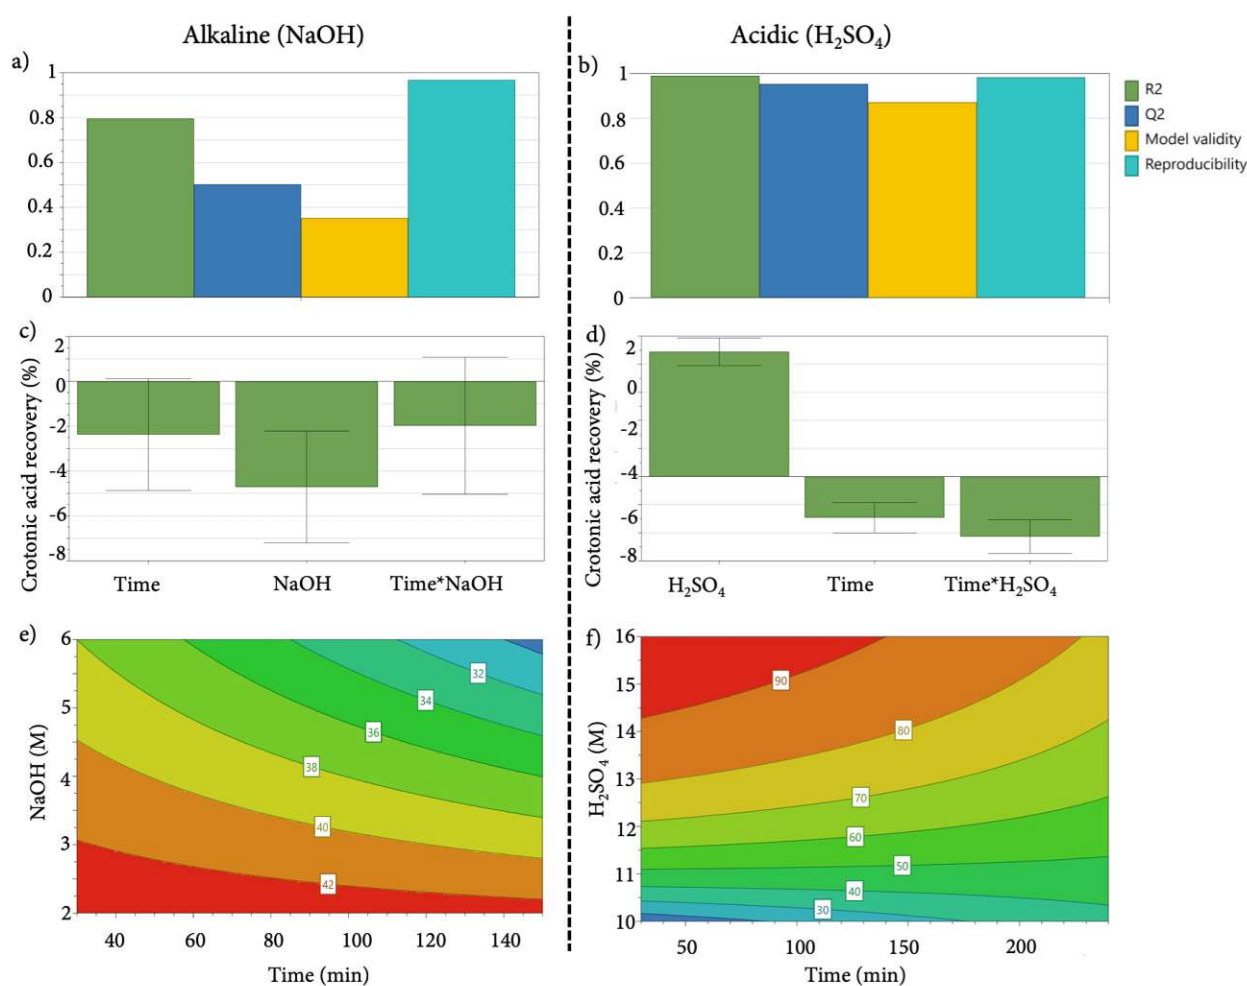 Alkaline (NaOH)
Acidic (H₂SO₄)
a)
1
0.8
0.6
0.4
0.2
0
b)
1
0.8
0.6
0.4
0.2
0
R2
Q2
Model validity
Reproducibility
c)
Crotonic acid recovery (%)
2
0
-2
-4
-6
-8
Time
NaOH
Time*NaOH
d)
Crotonic acid recovery (%)
2
0
-2
-4
-6
-8
H₂SO₄
Time
Time*H₂SO₄
e)
NaOH (M)
6
5
4
3
2
32
34
36
38
40
42
40
60
80
100
120
140
Time (min)
f)
H₂SO₄ (M)
16
15
14
13
12
11
10
90
80
70
60
50
40
30
50
100
150
200
Time (min)